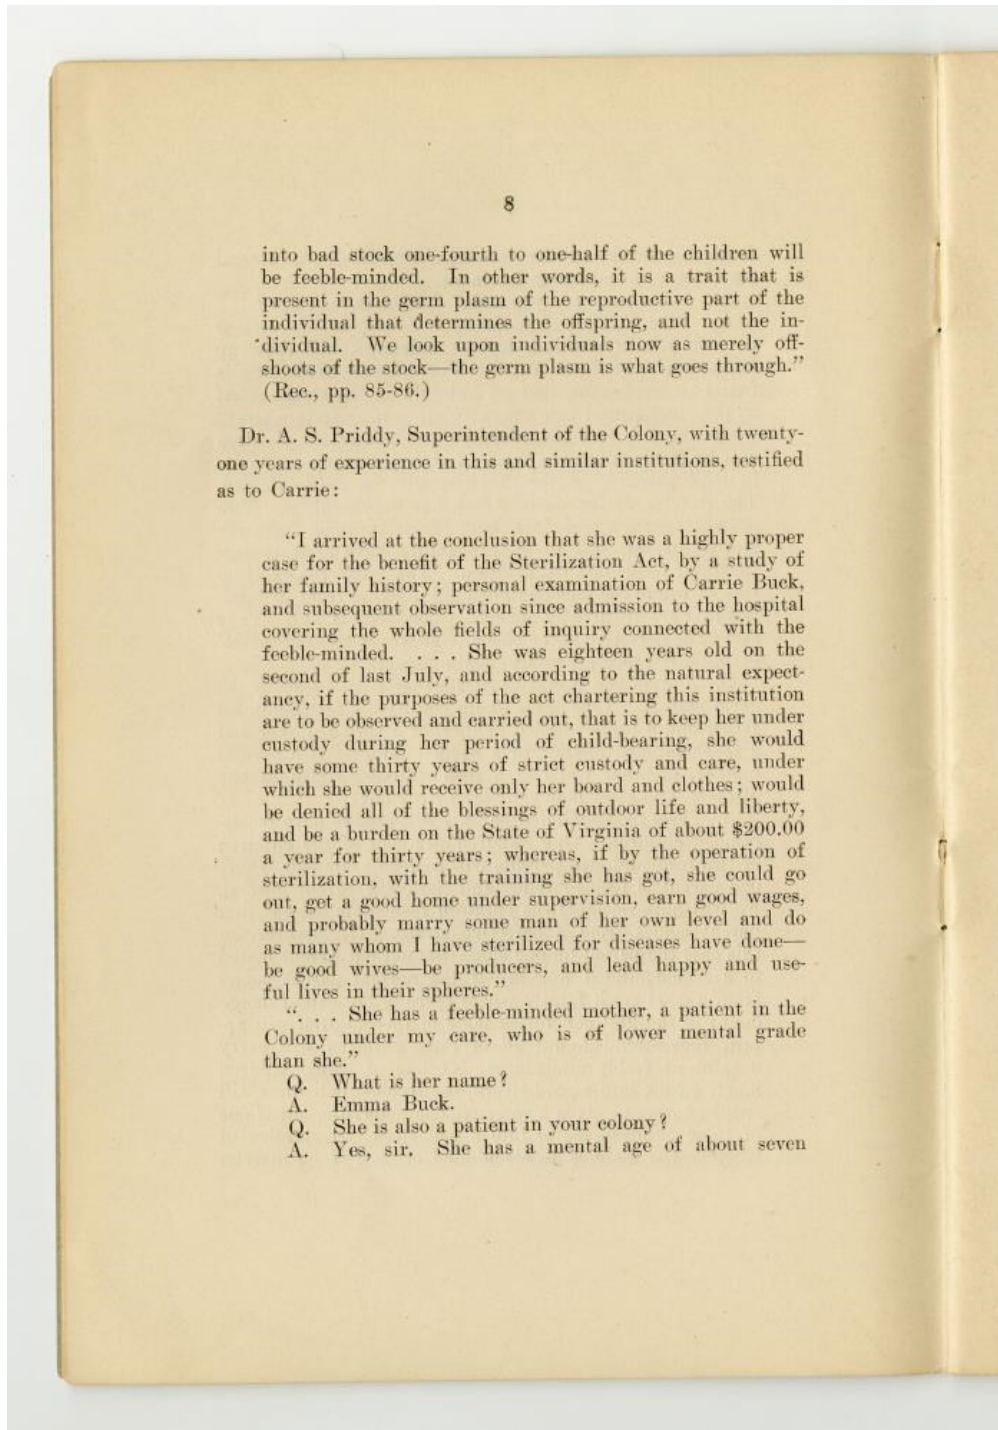 8
into bad stock one-fourth to one-half of the children will
be feeble-minded. In other words, it is a trait that is
present in the germ plasm of the reproductive part of the
individual that determines the offspring, and not the in-
dividual. We look upon individuals now as merely off-
shoots of the stock—the germ plasm is what goes through.”
(Rec., pp. 85-86.)
Dr. A. S. Priddy, Superintendent of the Colony, with twenty-
one years of experience in this and similar institutions, testified
as to Carrie:
“I arrived at the conclusion that she was a highly proper
case for the benefit of the Sterilization Act, by a study of
her family history; personal examination of Carrie Buck,
and subsequent observation since admission to the hospital
covering the whole fields of inquiry connected with the
feeble-minded. . . . She was eighteen years old on the
second of last July, and according to the natural expect-
ancy, if the purposes of the act chartering this institution
are to be observed and carried out, that is to keep her under
custody during her period of child-bearing, she would
have some thirty years of strict custody and care, under
which she would receive only her board and clothes; would
be denied all of the blessings of outdoor life and liberty,
and be a burden on the State of Virginia of about $200.00
a year for thirty years; whereas, if by the operation of
sterilization, with the training she has got, she could go
out, get a good home under supervision, earn good wages,
and probably marry some man of her own level and do
as many whom I have sterilized for diseases have done—
be good wives—be producers, and lead happy and use-
ful lives in their spheres.”
“. . . She has a feeble-minded mother, a patient in the
Colony under my care, who is of lower mental grade
than she.”
Q. What is her name?
A. Emma Buck.
Q. She is also a patient in your colony?
A. Yes, sir. She has a mental age of about seven